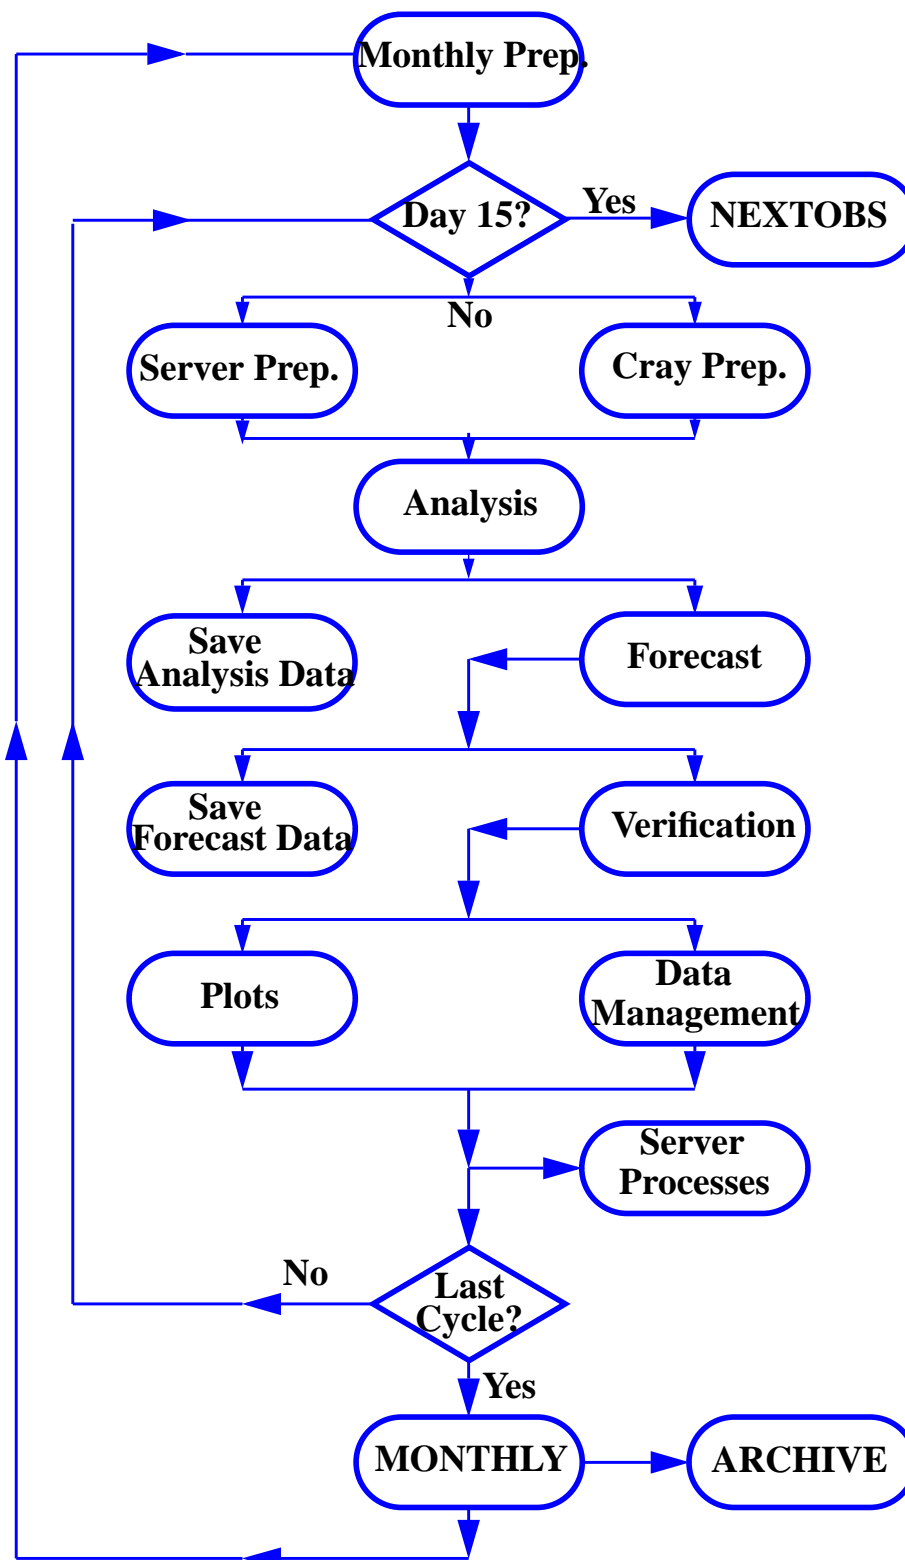 Monthly Prep.
Day 15?
Yes
NEXTOBS
No
Server Prep.
Cray Prep.
Analysis
Save
Analysis Data
Forecast
Save
Forecast Data
Verification
Plots
Data
Management
Server
Processes
No
Last
Cycle?
Yes
MONTHLY
ARCHIVE